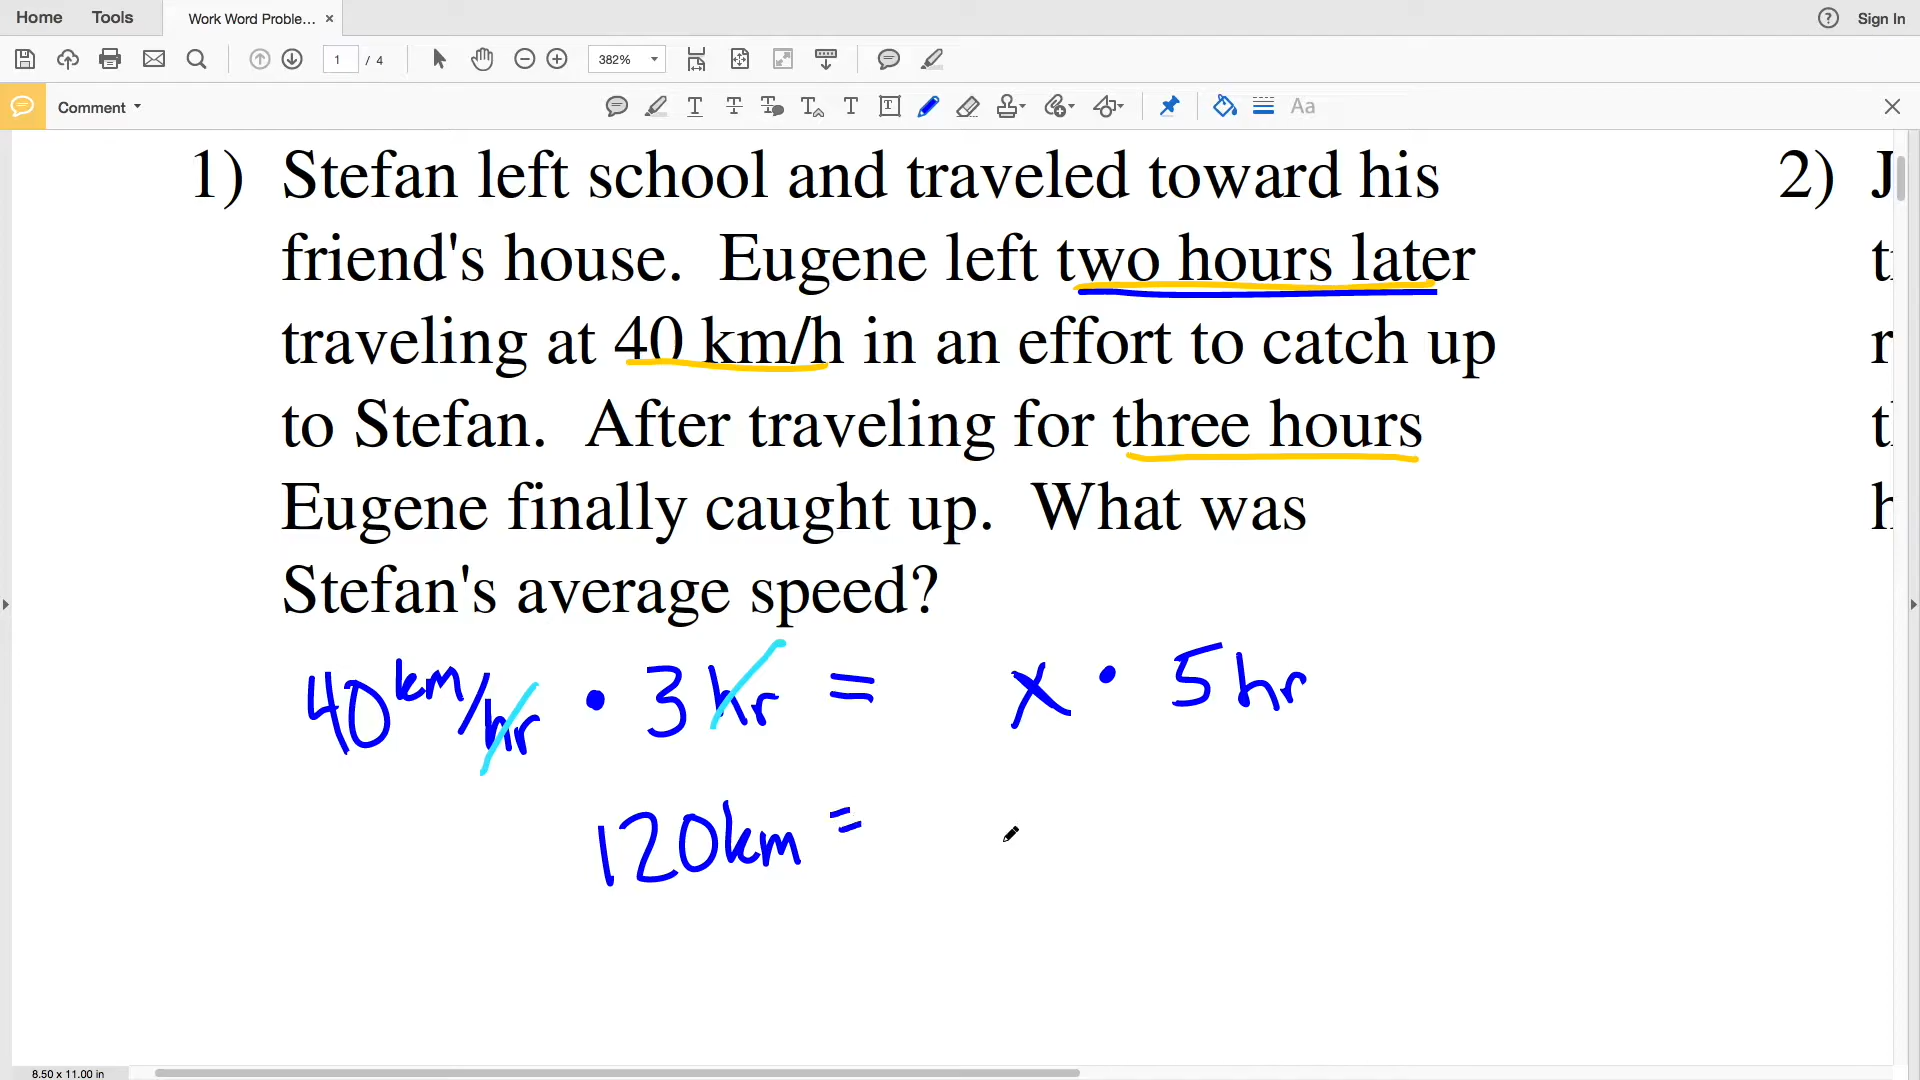 Home Tools Work Word Proble... × Sign In
1 / 4 382%
Comment Aa
1) Stefan left school and traveled toward his
friend's house. Eugene left two hours later
traveling at 40 km/h in an effort to catch up
to Stefan. After traveling for three hours
Eugene finally caught up. What was
Stefan's average speed?
2) J
40 km/hr • 3 hr = x • 5 hr
120km =
8.50 x 11.00 in